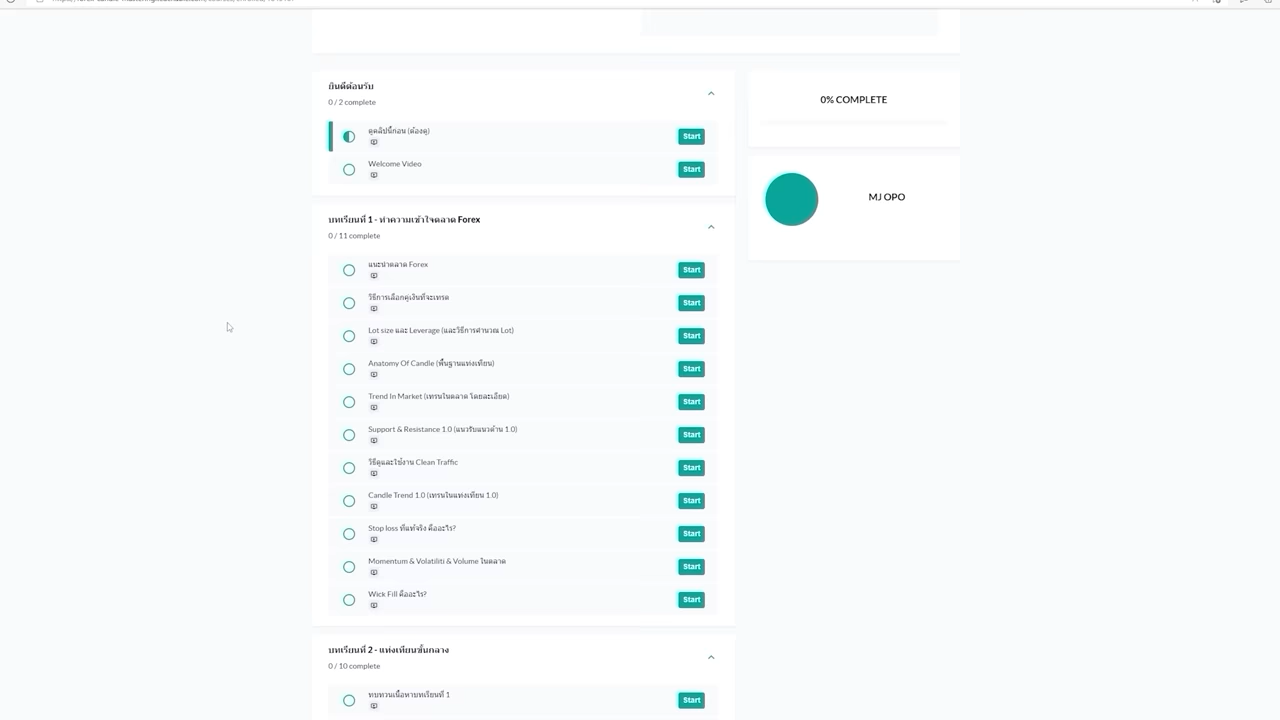 ยินดีต้อนรับ
0 / 2 complete
ดูคลิปนี้ก่อน (ต้องดู)
Start
Welcome Video
Start
0% COMPLETE
MJ OPO
บทเรียนที่ 1 - ทำความเข้าใจตลาด Forex
0 / 11 complete
แนะนำตลาด Forex
Start
วิธีการเลือกคู่เงินที่จะเทรด
Start
Lot size และ Leverage (และวิธีการคำนวณ Lot)
Start
Anatomy Of Candle (พื้นฐานแท่งเทียน)
Start
Trend In Market (เทรนในตลาด โดยละเอียด)
Start
Support & Resistance 1.0 (แนวรับแนวต้าน 1.0)
Start
วิธีดูและใช้งาน Clean Traffic
Start
Candle Trend 1.0 (เทรนในแท่งเทียน 1.0)
Start
Stop loss ที่แท้จริง คืออะไร?
Start
Momentum & Volatiliti & Volume ในตลาด
Start
Wick Fill คืออะไร?
Start
บทเรียนที่ 2 - แท่งเทียนขั้นกลาง
0 / 10 complete
ทบทวนเนื้อหาบทเรียนที่ 1
Start